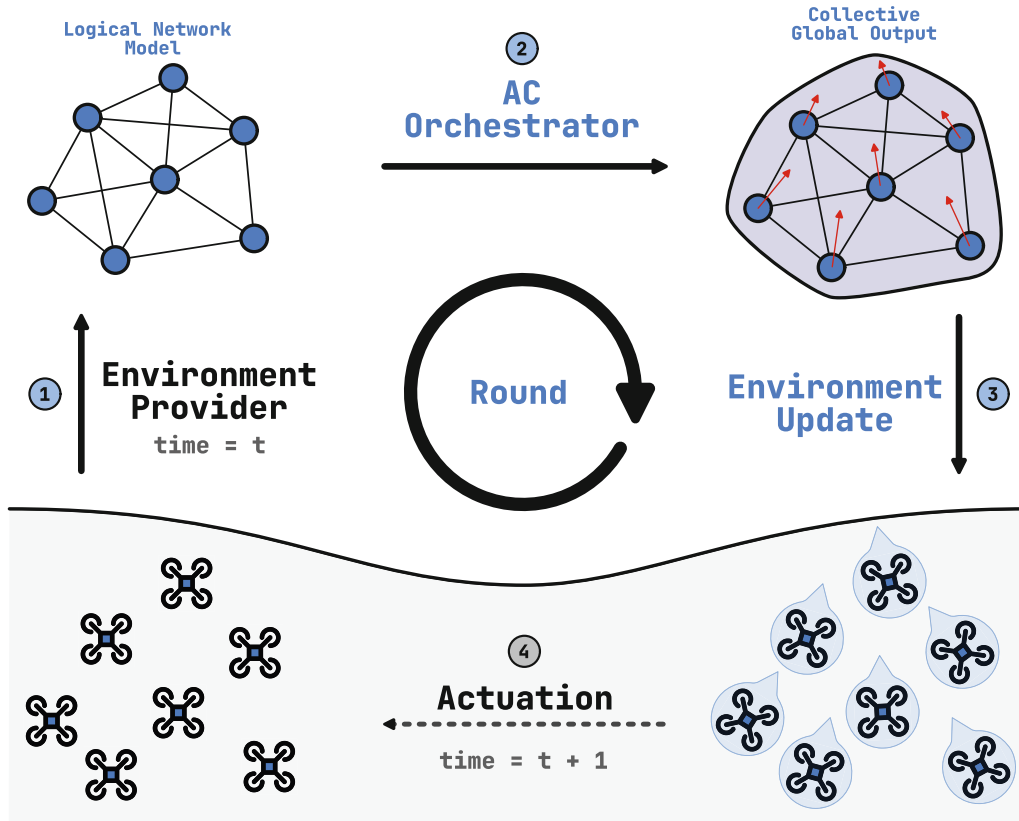 Logical Network
Model
2
AC
Orchestrator
Collective
Global Output
1
Environment
Provider
time = t
Round
Environment
Update
3
4
Actuation
time = t + 1